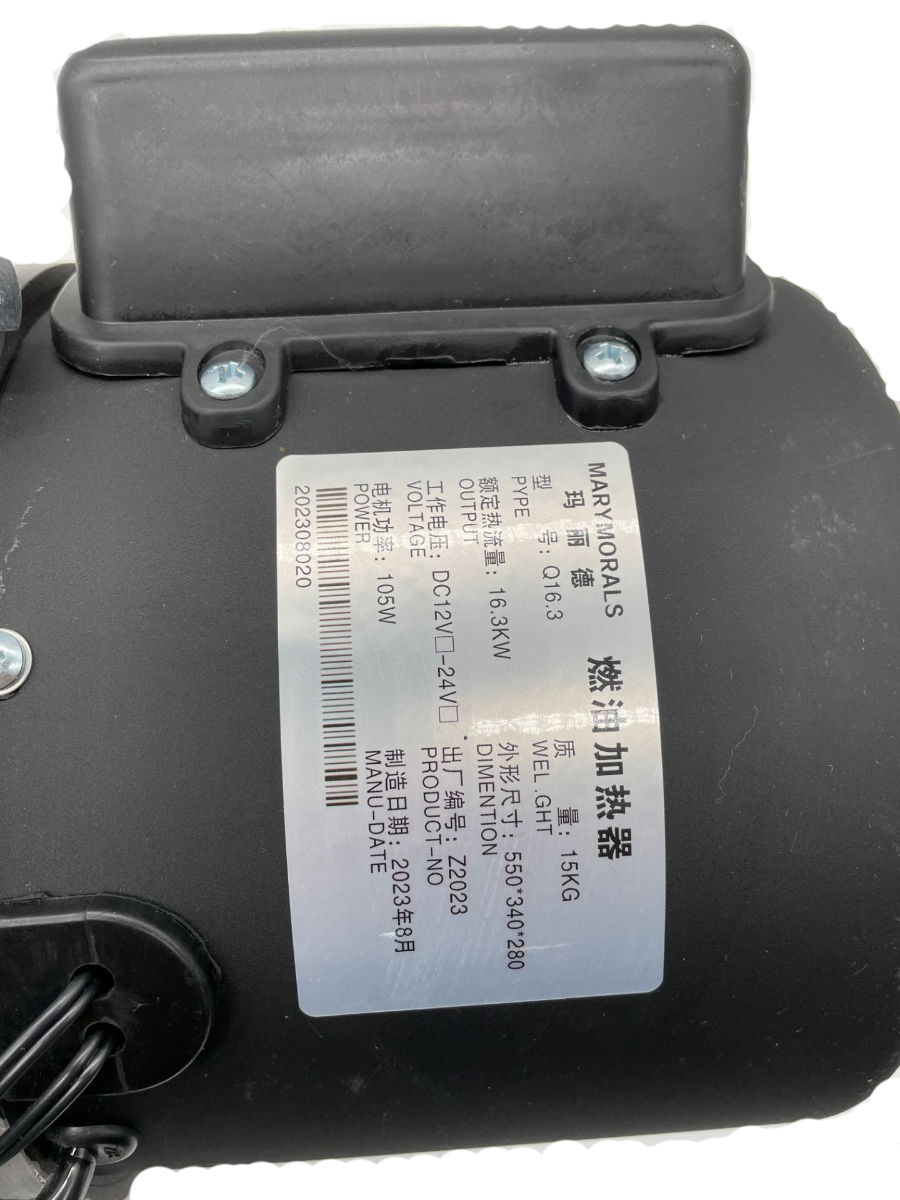 MARYMORALS
玛丽德
燃油加热器
型 号: Q16.3
PYPE
质 量: 15KG
WEL.GHT
额定热流量: 16.3KW
OUTPUT
外形尺寸: 550*340*280
DIMENTION
工作电压: DC12V□-24V□
VOLTAGE
出厂编号: Z2023
PRODUCT-NO
电机功率: 105W
POWER
制造日期: 2023年8月
MANU-DATE
202308020